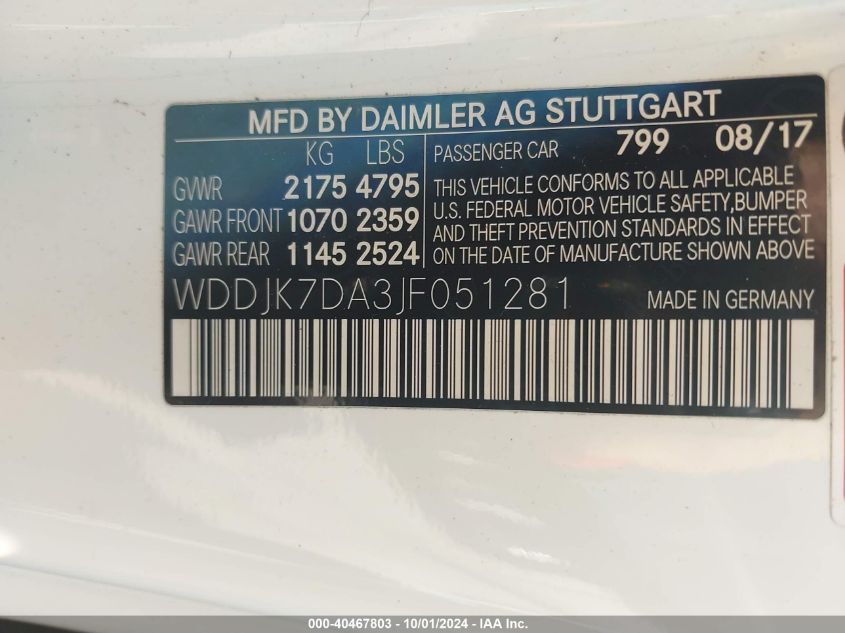 MFD BY DAIMLER AG STUTTGART
KG LBS
GVWR 2175 4795
GAWR FRONT 1070 2359
GAWR REAR 1145 2524
PASSENGER CAR 799 08/17
THIS VEHICLE CONFORMS TO ALL APPLICABLE
U.S. FEDERAL MOTOR VEHICLE SAFETY,BUMPER
AND THEFT PREVENTION STANDARDS IN EFFECT
ON THE DATE OF MANUFACTURE SHOWN ABOVE
WDDJK7DA3JF051281 MADE IN GERMANY
000-40467803 - 10/01/2024 - IAA Inc.